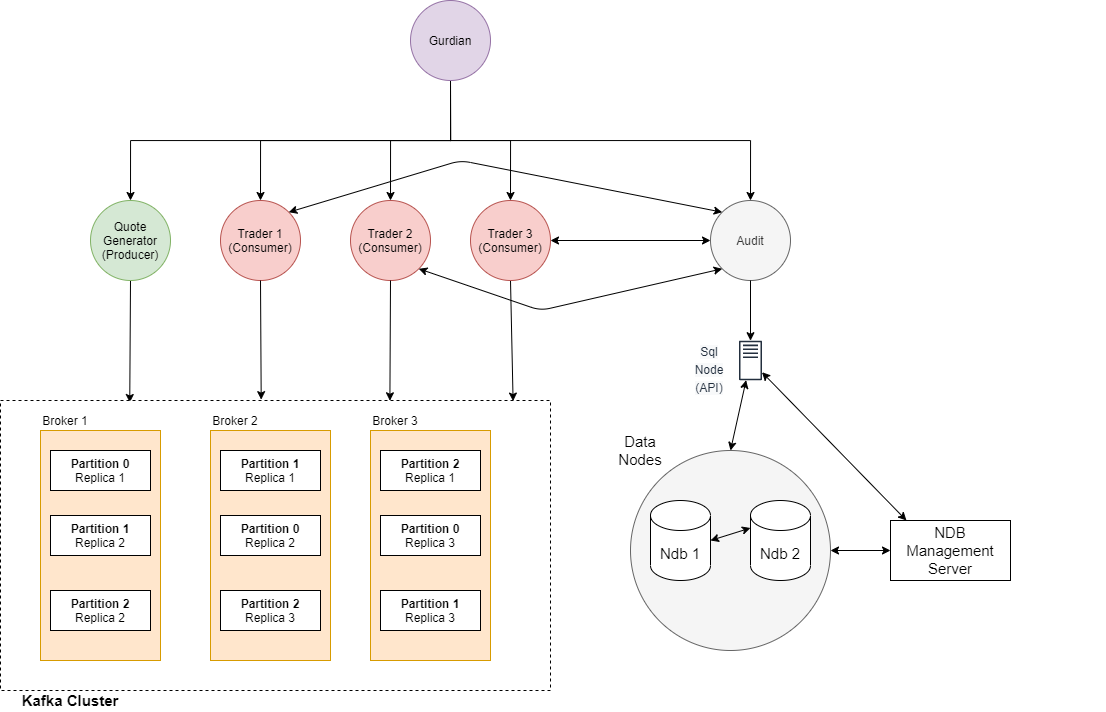 Gurdian
Quote
Generator
(Producer)
Trader 1
(Consumer)
Trader 2
(Consumer)
Trader 3
(Consumer)
Audit
Sql
Node
(API)
Broker 1
Partition 0
Replica 1
Partition 1
Replica 2
Partition 2
Replica 2
Broker 2
Partition 1
Replica 1
Partition 0
Replica 2
Partition 2
Replica 3
Broker 3
Partition 2
Replica 1
Partition 0
Replica 3
Partition 1
Replica 3
Kafka Cluster
Data
Nodes
Ndb 1
Ndb 2
NDB
Management
Server